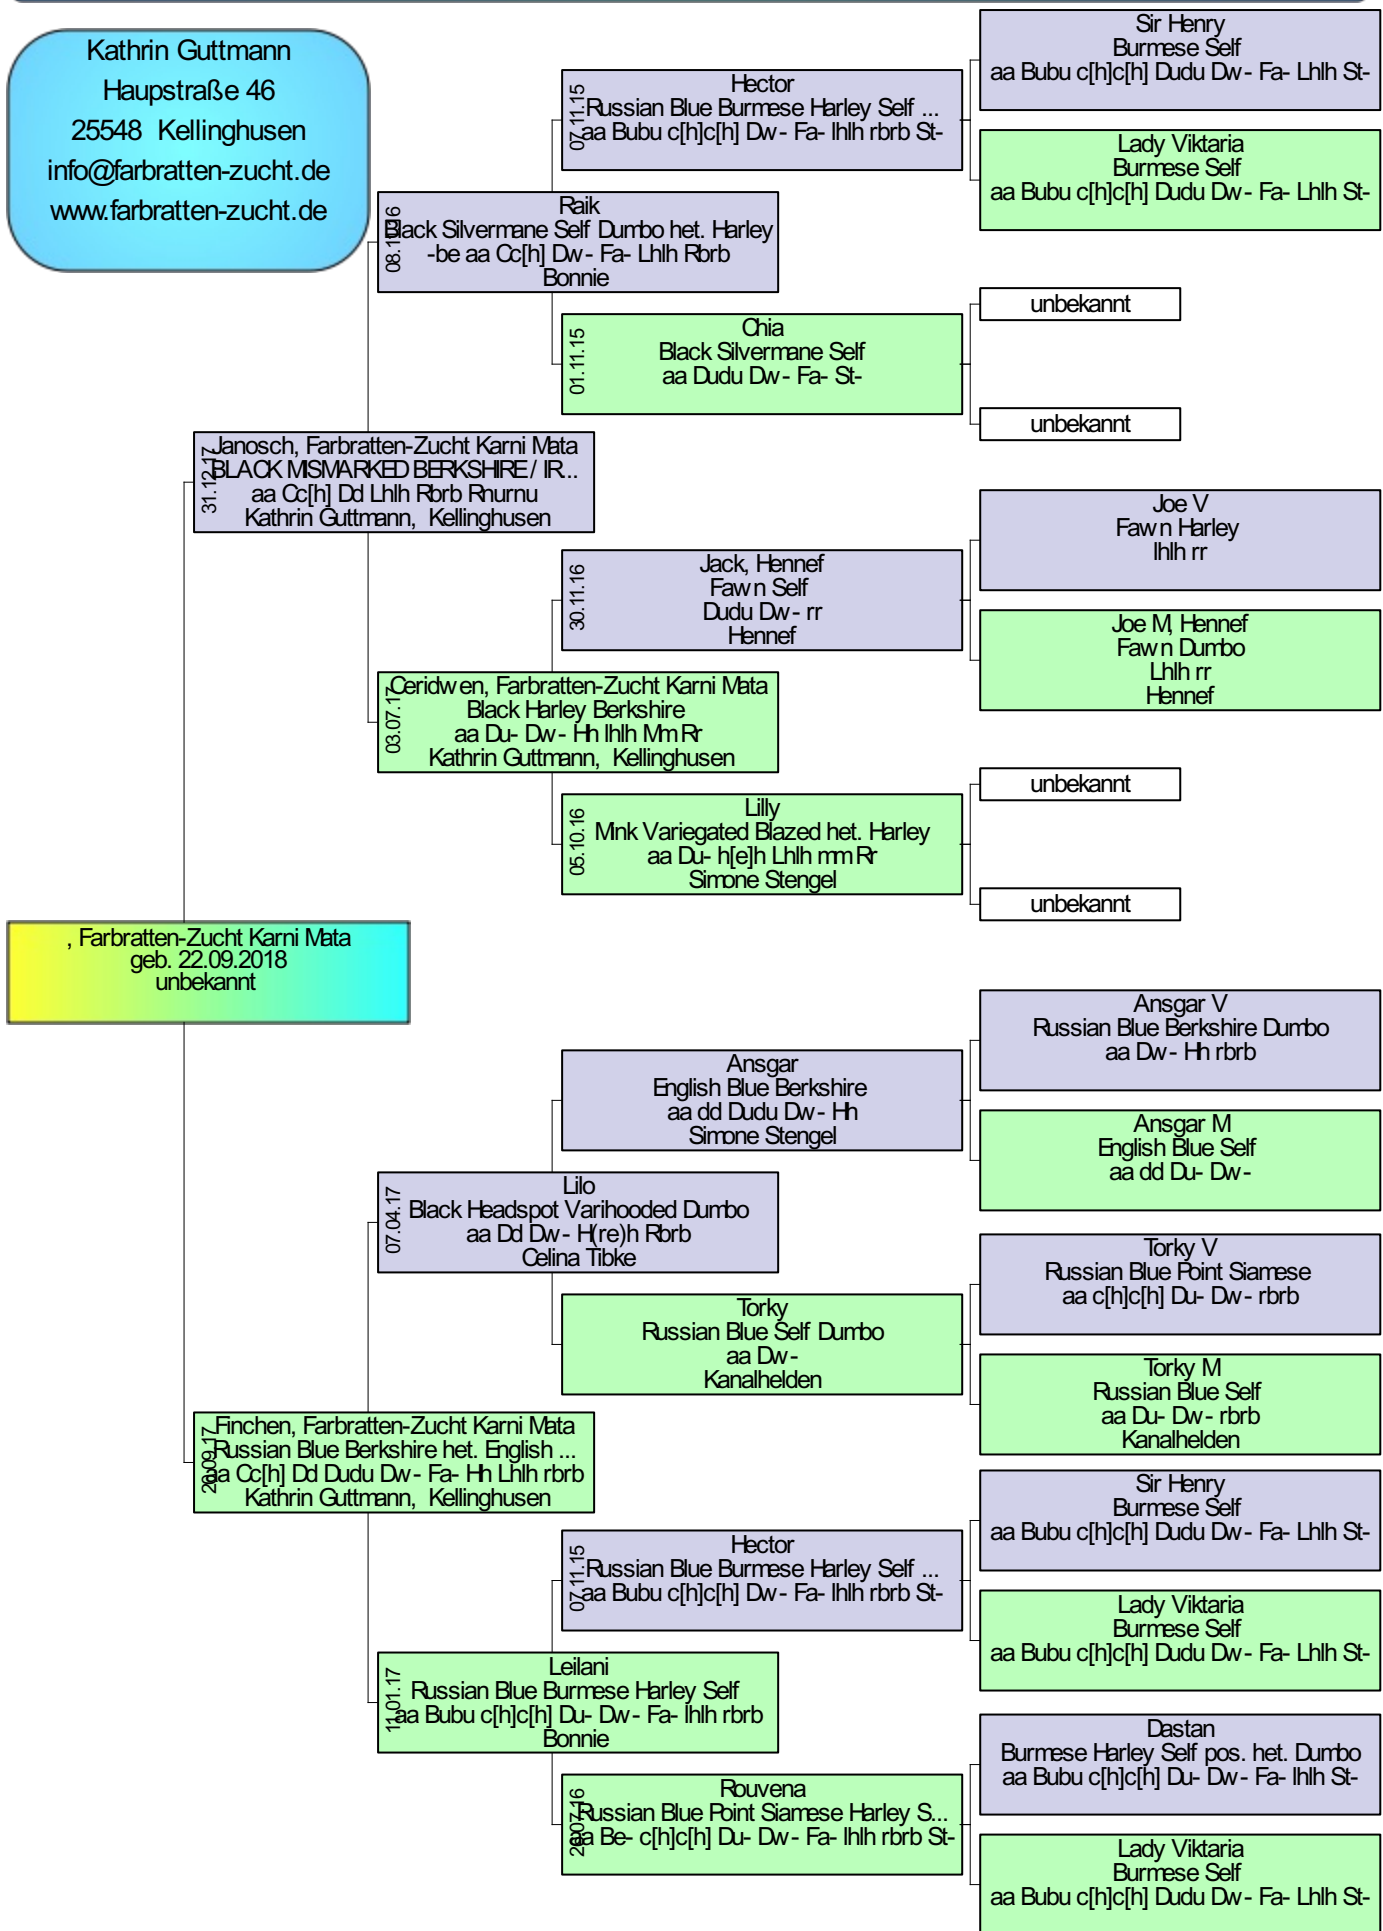 Kathrin Guttmann
Haupstraße 46
25548 Kellinghusen
info@farbratten-zucht.de
www.farbratten-zucht.de
Sir Henry
Burmese Self
aa Bubu c[h]c[h] Dudu Dw- Fa- Lhlh St-
07.11.15
Hector
Russian Blue Burmese Harley Self ...
aa Bubu c[h]c[h] Dw- Fa- lhlh rbrb St-
Lady Viktaria
Burmese Self
aa Bubu c[h]c[h] Dudu Dw- Fa- Lhlh St-
Raik
Black Silvermane Self Dumbo het. Harley
-be aa Cc[h] Dw- Fa- Lhlh Rbrb
Bonnie
unbekannt
01.11.15
Chia
Black Silvermane Self
aa Dudu Dw- Fa- St-
unbekannt
31.12.17
Janosch, Farbratten-Zucht Karni Mata
BLACK MISMARKED BERKSHIRE / IR...
aa Cc[h] Dd Lhlh Rbrb Rnurnu
Kathrin Guttmann, Kellinghusen
Joe V
Fawn Harley
lhlh rr
30.11.16
Jack, Hennef
Fawn Self
Dudu Dw- rr
Hennef
Joe M, Hennef
Fawn Dumbo
Lhlh rr
Hennef
03.07.17
Ceridwen, Farbratten-Zucht Karni Mata
Black Harley Berkshire
aa Du- Dw- Hh lhlh Mm Rr
Kathrin Guttmann, Kellinghusen
unbekannt
05.10.16
Lilly
Mink Variegated Blazed het. Harley
aa Du- h[e]h Lhlh mm Rr
Simone Stengel
unbekannt
, Farbratten-Zucht Karni Mata
geb. 22.09.2018
unbekannt
Ansgar V
Russian Blue Berkshire Dumbo
aa Dw- Hh rbrb
Ansgar
English Blue Berkshire
aa dd Dudu Dw- Hh
Simone Stengel
Ansgar M
English Blue Self
aa dd Du- Dw-
07.04.17
Lilo
Black Headspot Varihooded Dumbo
aa Dd Dw- H(re)h Rbrb
Celina Tibke
Torky V
Russian Blue Point Siamese
aa c[h]c[h] Du- Dw- rbrb
Torky
Russian Blue Self Dumbo
aa Dw-
Kanalhelden
Torky M
Russian Blue Self
aa Du- Dw- rbrb
Kanalhelden
Finchen, Farbratten-Zucht Karni Mata
Russian Blue Berkshire het. English ...
aa Cc[h] Dd Dudu Dw- Fa- Hh Lhlh rbrb
Kathrin Guttmann, Kellinghusen
Sir Henry
Burmese Self
aa Bubu c[h]c[h] Dudu Dw- Fa- Lhlh St-
07.11.15
Hector
Russian Blue Burmese Harley Self ...
aa Bubu c[h]c[h] Dw- Fa- lhlh rbrb St-
Lady Viktaria
Burmese Self
aa Bubu c[h]c[h] Dudu Dw- Fa- Lhlh St-
11.01.17
Leilani
Russian Blue Burmese Harley Self
aa Bubu c[h]c[h] Du- Dw- Fa- lhlh rbrb
Bonnie
Dastan
Burmese Harley Self pos. het. Dumbo
aa Bubu c[h]c[h] Du- Dw- Fa- lhlh St-
Rouvena
Russian Blue Point Siamese Harley S...
aa Be- c[h]c[h] Du- Dw- Fa- lhlh rbrb St-
Lady Viktaria
Burmese Self
aa Bubu c[h]c[h] Dudu Dw- Fa- Lhlh St-